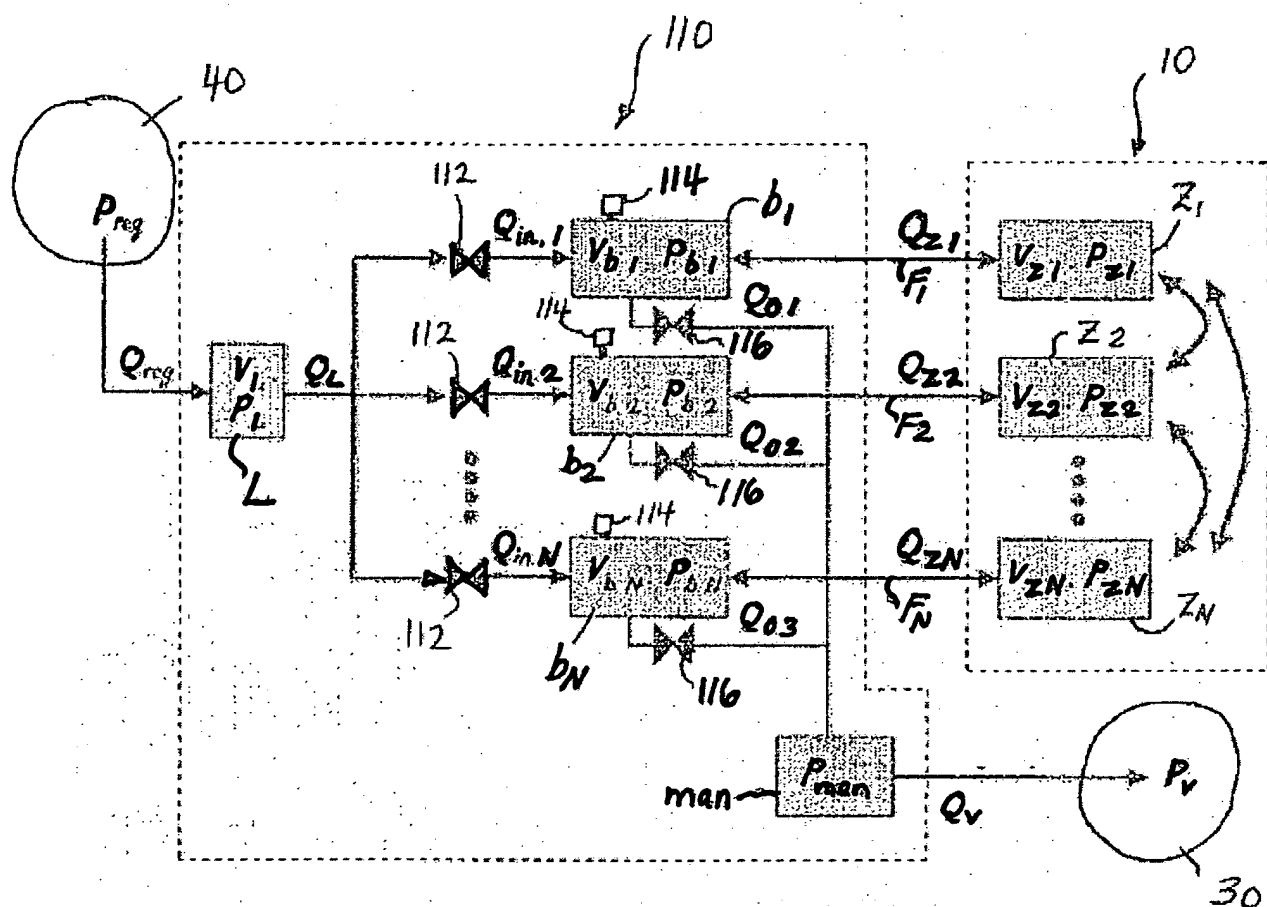 110
10
40
P reg
112
114
b1
Z1
Qin.1
Vb1 Pb1
QZ1
F1
VZ1. PZ1
Q01
116
114
Z2
Qreg
V1.
PL
QL
112
Qin.2
Vb2. Pb2
QZ2
F2
VZ2. PZ2
L
b2
Q02
116
114
Qin.N
VbN. PbN
QZN
FN
VZN. PZN
112
bN
Q03
116
ZN
man
Pman
Qv
Pv
30